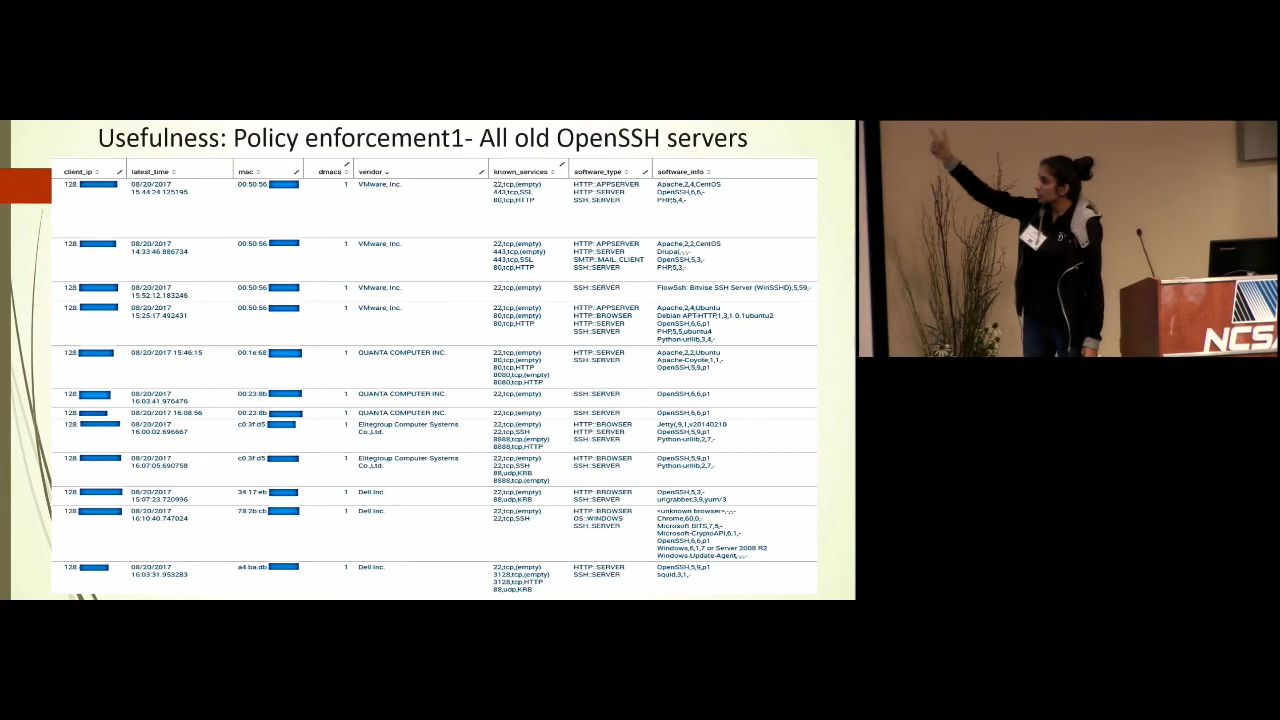 Usefulness: Policy enforcement1- All old OpenSSH servers
client_ip latest_time mac dmacs vendor known_services software_type software_info
128. 08/20/2017 00:50:56 1 VMware, Inc. 22,tcp,(empty) HTTP::APPSERVER Apache,2,4,CentOS
15:44:24.125195 443,tcp,SSL HTTP::SERVER OpenSSH,6,6,-
80,tcp,HTTP SSH::SERVER PHP,5,4,-
128. 08/20/2017 00:50:56 1 VMware, Inc. 22,tcp,(empty) HTTP::APPSERVER Apache,2,2,CentOS
14:33:46.886734 443,tcp,(empty) HTTP::SERVER Drupal,-,-,-
443,tcp,SSL SMTP::MAIL_CLIENT OpenSSH,5,3,-
80,tcp,HTTP SSH::SERVER PHP,5,3,-
128. 08/20/2017 00:50:56 1 VMware, Inc. 22,tcp,(empty) SSH::SERVER FlowSsh: Bitvise SSH Server (WinSSHD),5,59,-
15:52:12.183246
128. 08/20/2017 00:50:56 1 VMware, Inc. 22,tcp,(empty) HTTP::APPSERVER Apache,2,4,Ubuntu
15:25:17.492431 80,tcp,(empty) HTTP::BROWSER Debian APT-HTTP,1,3,1.0.1ubuntu2
80,tcp,HTTP HTTP::SERVER OpenSSH,6,6,p1
SSH::SERVER PHP,5,5,ubuntu4
Python-urllib,3,4,-
128. 08/20/2017 15:46:15 00:1e:68 1 QUANTA COMPUTER INC. 22,tcp,(empty) HTTP::SERVER Apache,2,2,Ubuntu
80,tcp,(empty) SSH::SERVER Apache-Coyote,1,1,-
80,tcp,HTTP OpenSSH,5,9,p1
8080,tcp,(empty)
8080,tcp,HTTP
128. 08/20/2017 00:23:8b 1 QUANTA COMPUTER INC. 22,tcp,(empty) SSH::SERVER OpenSSH,6,6,p1
16:03:41.976476
128. 08/20/2017 16:08:56 00:23:8b 1 QUANTA COMPUTER INC. 22,tcp,(empty) SSH::SERVER OpenSSH,6,6,p1
128. 08/20/2017 c0:3f:d5 1 Elitegroup Computer Systems 22,tcp,(empty) HTTP::BROWSER Jetty(,9,1,v20140210
16:00:02.696667 Co.,Ltd. 22,tcp,SSH HTTP::SERVER OpenSSH,5,9,p1
8888,tcp,(empty) SSH::SERVER Python-urllib,2,7,-
8888,tcp,HTTP
128. 08/20/2017 c0:3f:d5 1 Elitegroup Computer Systems 22,tcp,(empty) HTTP::BROWSER OpenSSH,5,9,p1
16:07:05.690758 Co.,Ltd. 22,tcp,SSH SSH::SERVER Python-urllib,2,7,-
88,udp,KRB
8888,tcp,(empty)
128. 08/20/2017 34:17:eb 1 Dell Inc. 22,tcp,(empty) HTTP::BROWSER OpenSSH,5,3,-
15:07:23.720996 88,udp,KRB SSH::SERVER urlgrabber,3,9,yum/3
128. 08/20/2017 78:2b:cb 1 Dell Inc. 22,tcp,(empty) HTTP::BROWSER <unknown browser>,-,-,-
16:10:40.747024 22,tcp,SSH OS::WINDOWS Chrome,60,0,-
SSH::SERVER Microsoft BITS,7,5,-
Microsoft-CryptoAPI,6,1,-
OpenSSH,6,6,p1
Windows,6,1,7 or Server 2008 R2
Windows-Update-Agent,-,-,-
128. 08/20/2017 a4:ba:db 1 Dell Inc. 22,tcp,(empty) HTTP::SERVER OpenSSH,5,9,p1
16:03:31.953283 3128,tcp,(empty) SSH::SERVER squid,3,1,-
3128,tcp,HTTP
88,udp,KRB
NCSA